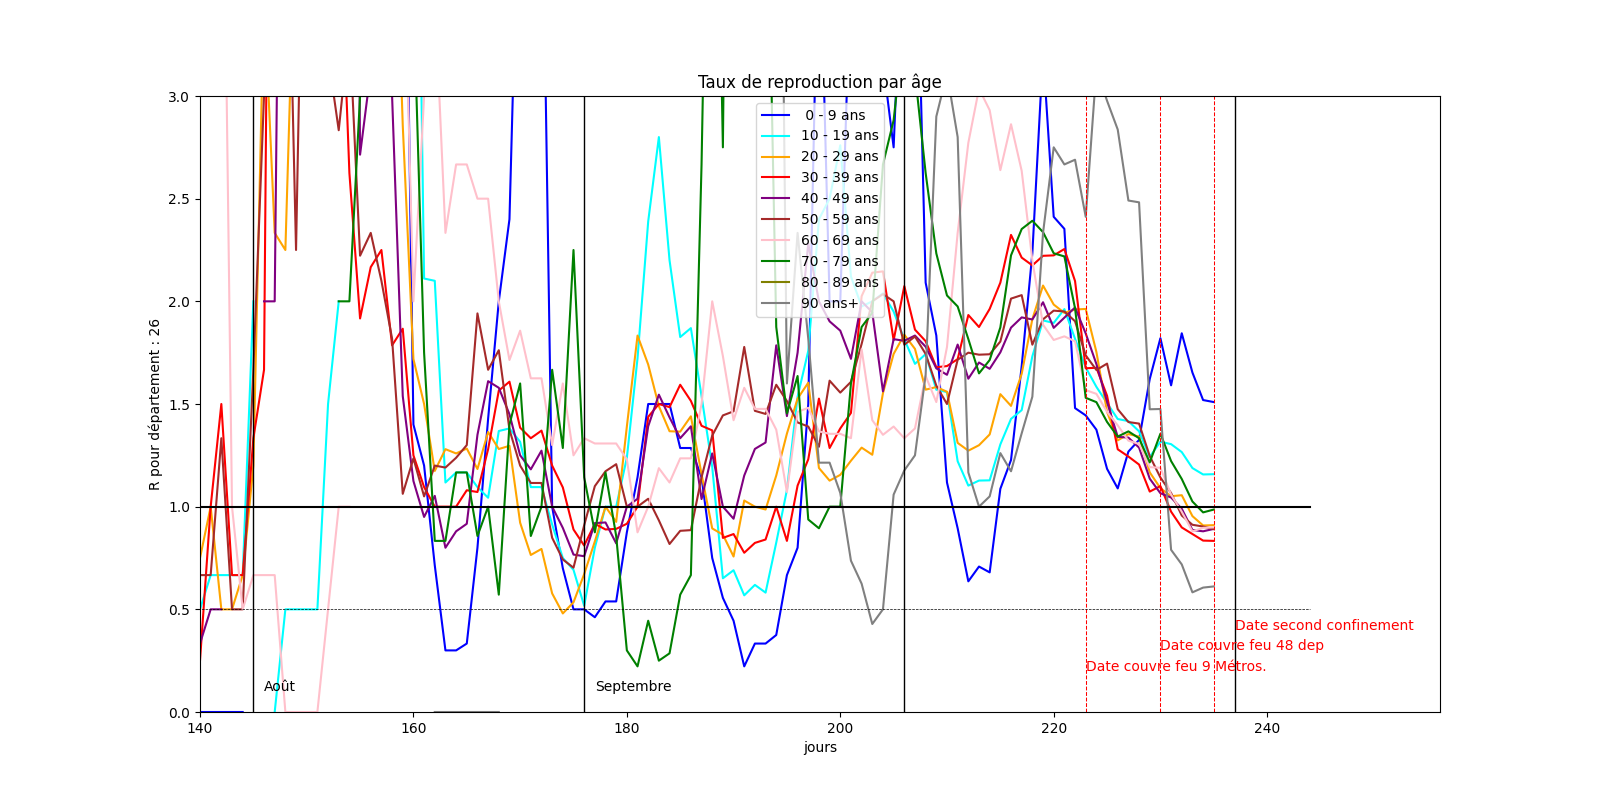 Taux de reproduction par âge
3.0
2.5
2.0
1.5
1.0
0.5
0.0
R pour département : 26
0 - 9 ans
10 - 19 ans
20 - 29 ans
30 - 39 ans
40 - 49 ans
50 - 59 ans
60 - 69 ans
70 - 79 ans
80 - 89 ans
90 ans+
Date second confinement
Date couvre feu 48 dep
Date couvre feu 9 Métros.
Août
Septembre
140
160
180
200
220
240
jours